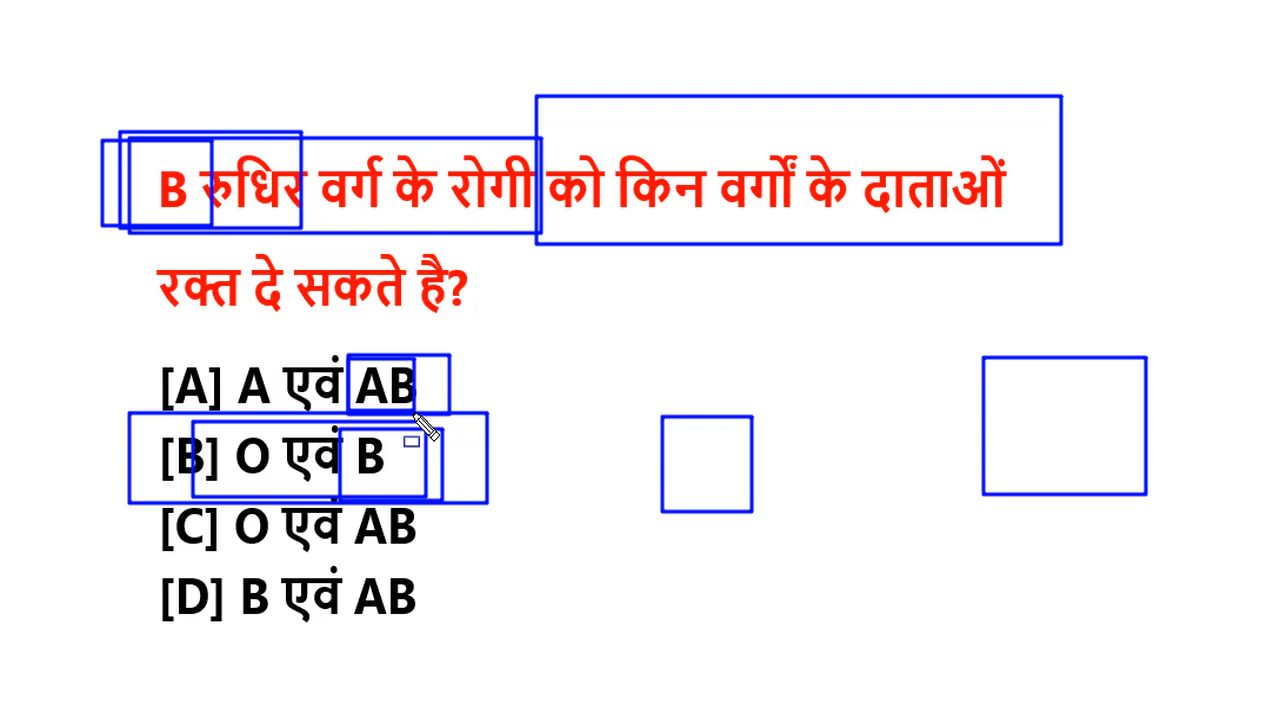 B रुधिर वर्ग के रोगी को किन वर्गों के दाताओं
रक्त दे सकते है?
[A] A एवं AB
[B] O एवं B
[C] O एवं AB
[D] B एवं AB